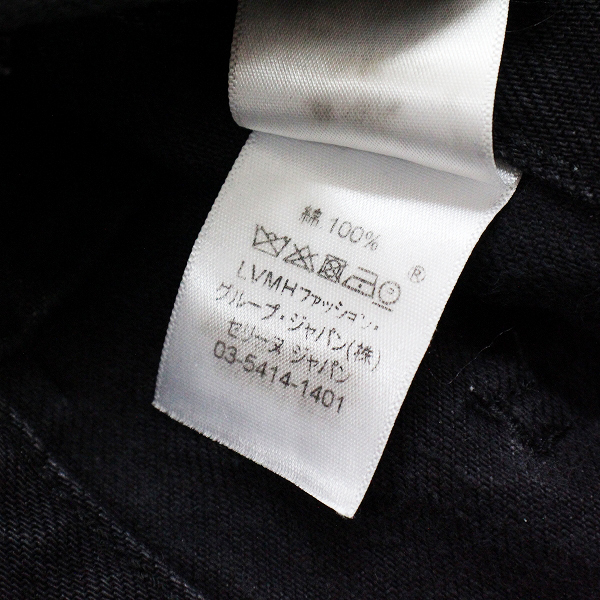 綿 100%
®
LVMHファッション・
グループ・ジャパン(株)
セリーヌ ジャパン
03-5414-1401